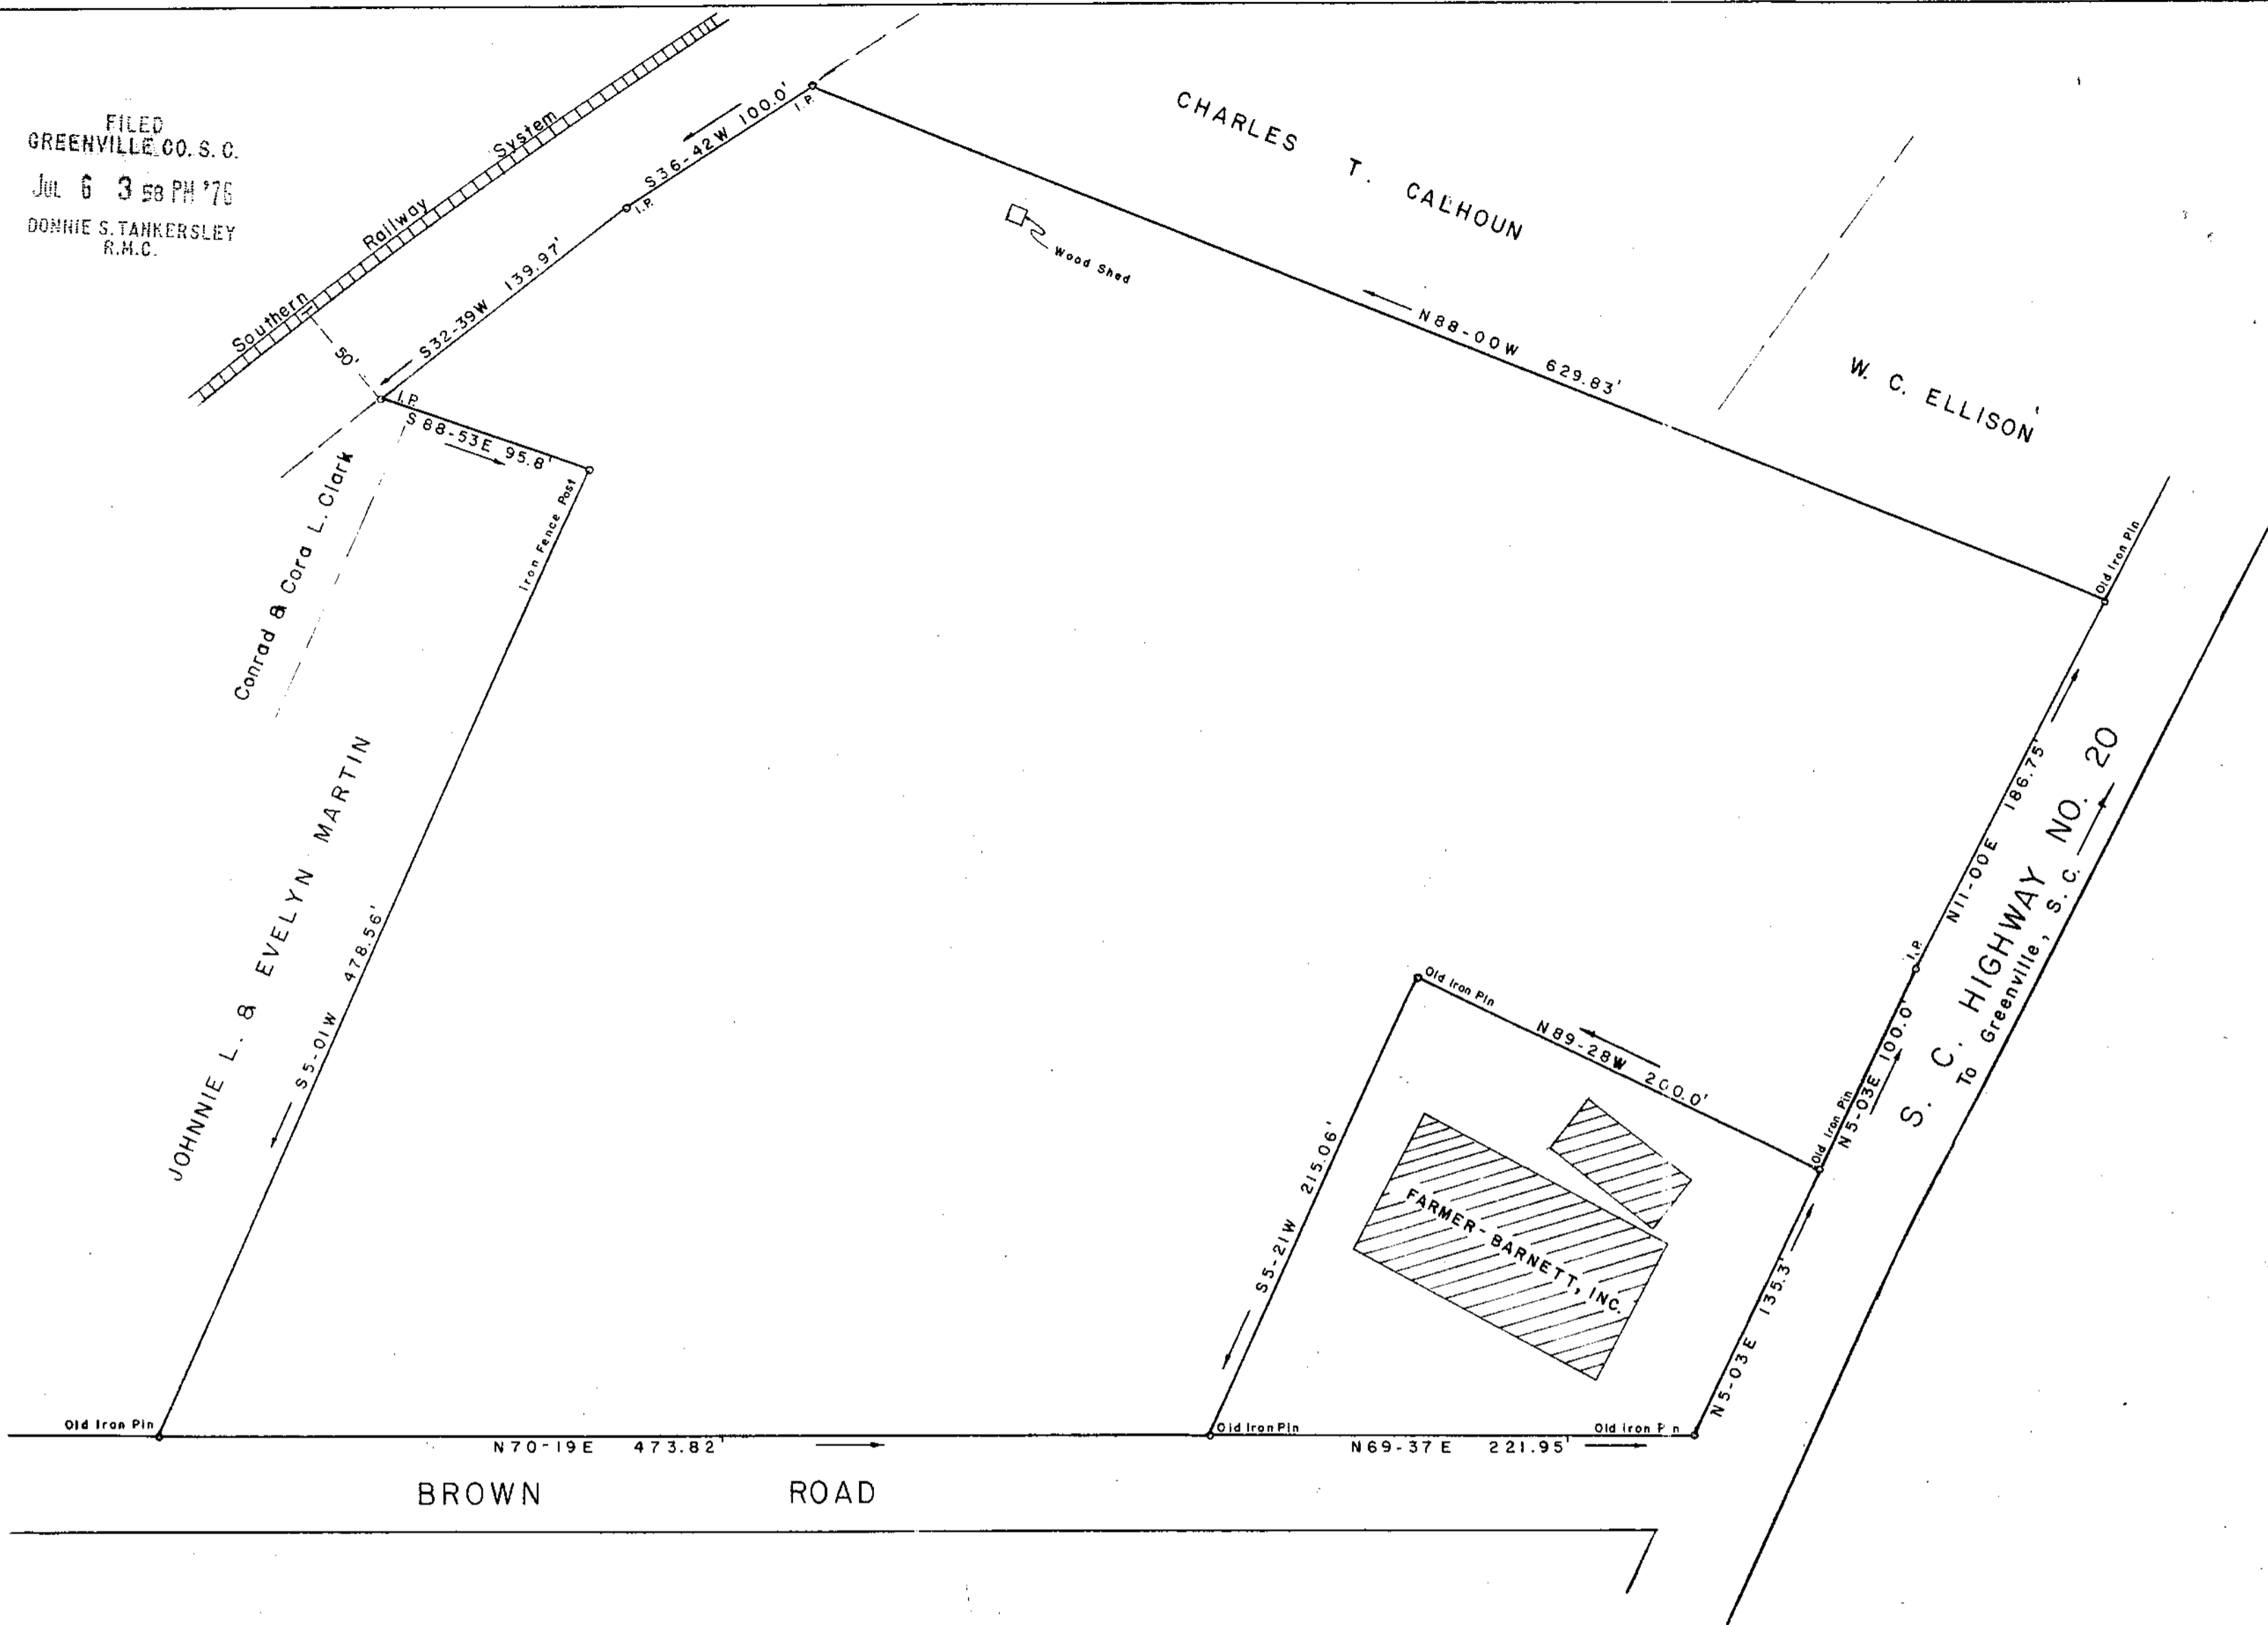 FILED
GREENVILLE CO. S. C.
JUL 6 3 58 PM '76
DONNIE S. TANKERSLEY
R.M.C.
Southern Railway System
50'
S36-42W 100.0'
I.P.
I.P.
S32-39W 139.97'
I.P.
S88-53E 95.8'
Iron Fence Post
Conrad & Cora L. Clark
Wood Shed
CHARLES T. CALHOUN
N88-00W 629.83'
W. C. ELLISON
Old Iron Pin
N11-00E 186.75'
I.P.
N5-03E 100.0'
Old Iron Pin
S. C. HIGHWAY NO. 20
To Greenville, S.C.
JOHNNIE L. & EVELYN MARTIN
S5-01W 478.56'
Old Iron Pin
N89-28W 200.0'
S5-21W 215.06'
FARMER-BARNETT, INC.
N5-03E 135.3'
Old Iron Pin
N70-19E 473.82'
Old Iron Pin
N69-37E 221.95'
Old Iron Pin
BROWN ROAD